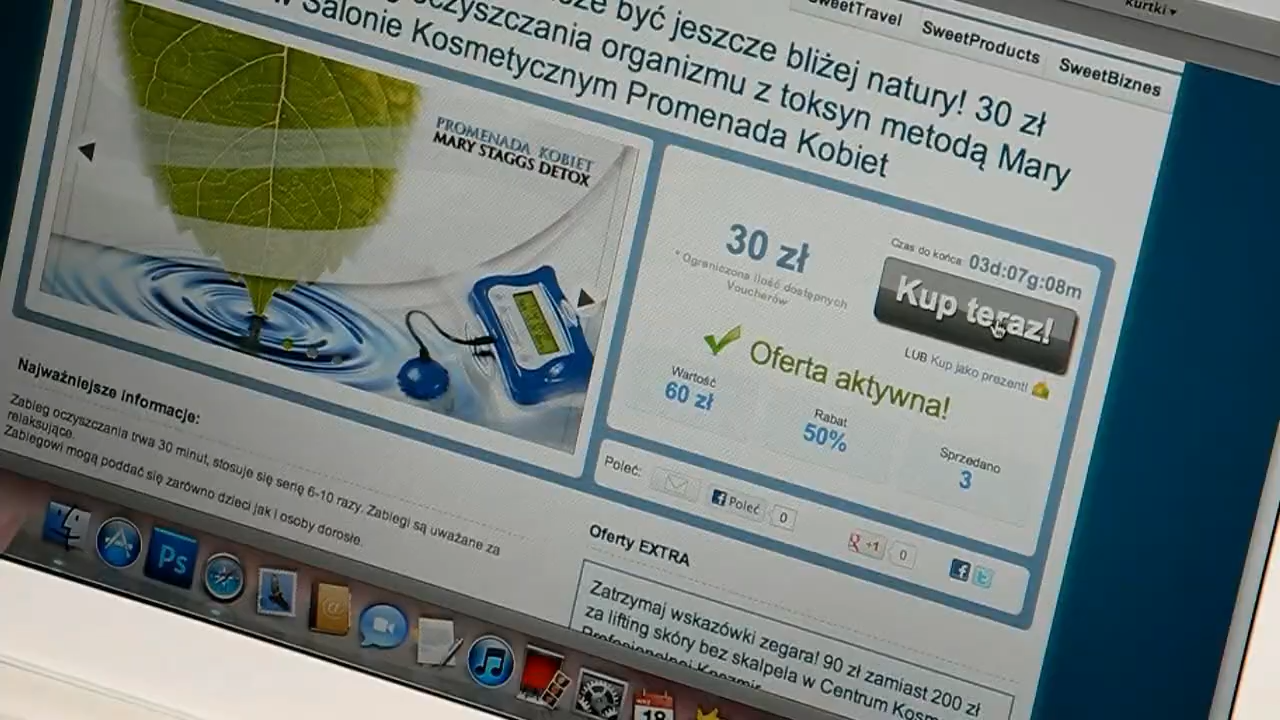 kurtki
SweetTravel
SweetProducts
SweetBiznes
być jeszcze bliżej natury! 30 zł
oczyszczania organizmu z toksyn metodą Mary
w Salonie Kosmetycznym Promenada Kobiet
PROMENADA KOBIET
MARY STAGGS DETOX
30 zł
* Ograniczona ilość dostępnych
Voucherów
Czas do końca: 03d:07g:08m
Kup teraz!
LUB Kup jako prezent!
Oferta aktywna!
Wartość
60 zł
Rabat
50%
Sprzedano
3
Poleć:
Poleć
0
+1
0
Najważniejsze informacje:
Zabieg oczyszczania trwa 30 minut, stosuje się serię 6-10 razy. Zabiegi są uważane za
relaksujące.
Zabiegowi mogą poddać się zarówno dzieci jak i osoby dorosłe.
Oferty EXTRA
Zatrzymaj wskazówki zegara! 90 zł zamiast 200 zł
za lifting skóry bez skalpela w Centrum
Ps
18